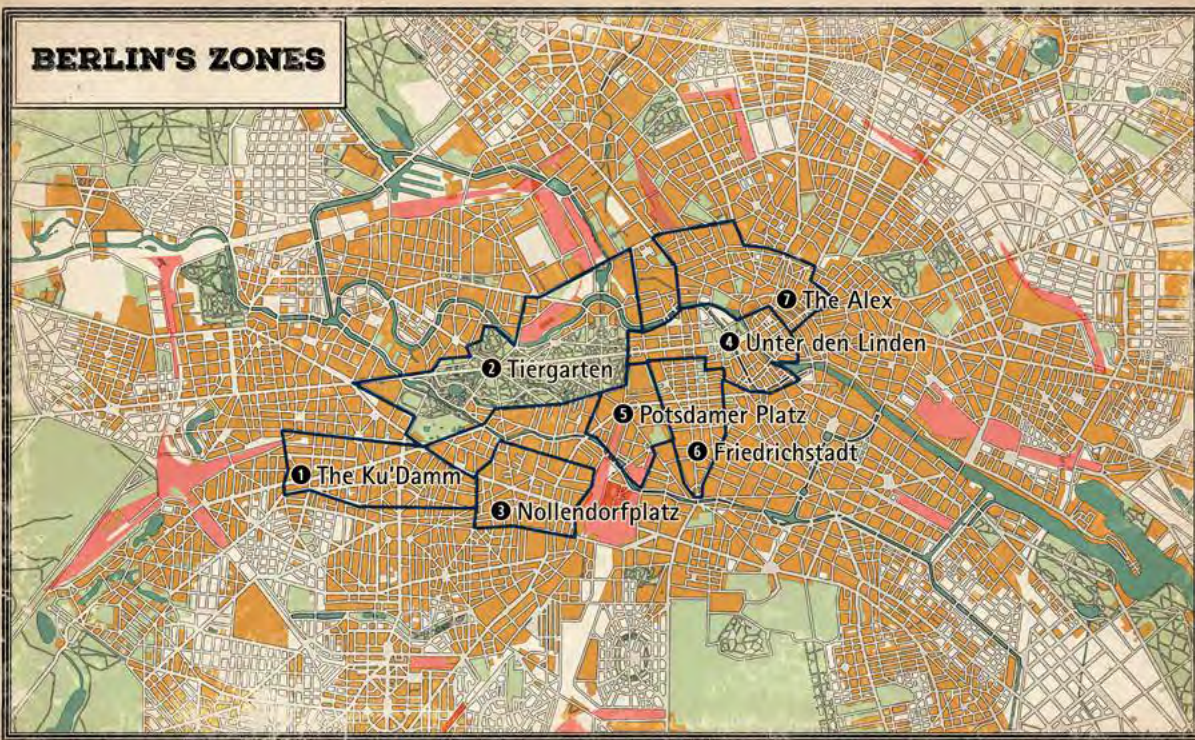 BERLIN'S ZONES
7 The Alex
4 Unter den Linden
2 Tiergarten
5 Potsdamer Platz
6 Friedrichstadt
1 The Ku'Damm
3 Nollendorfplatz